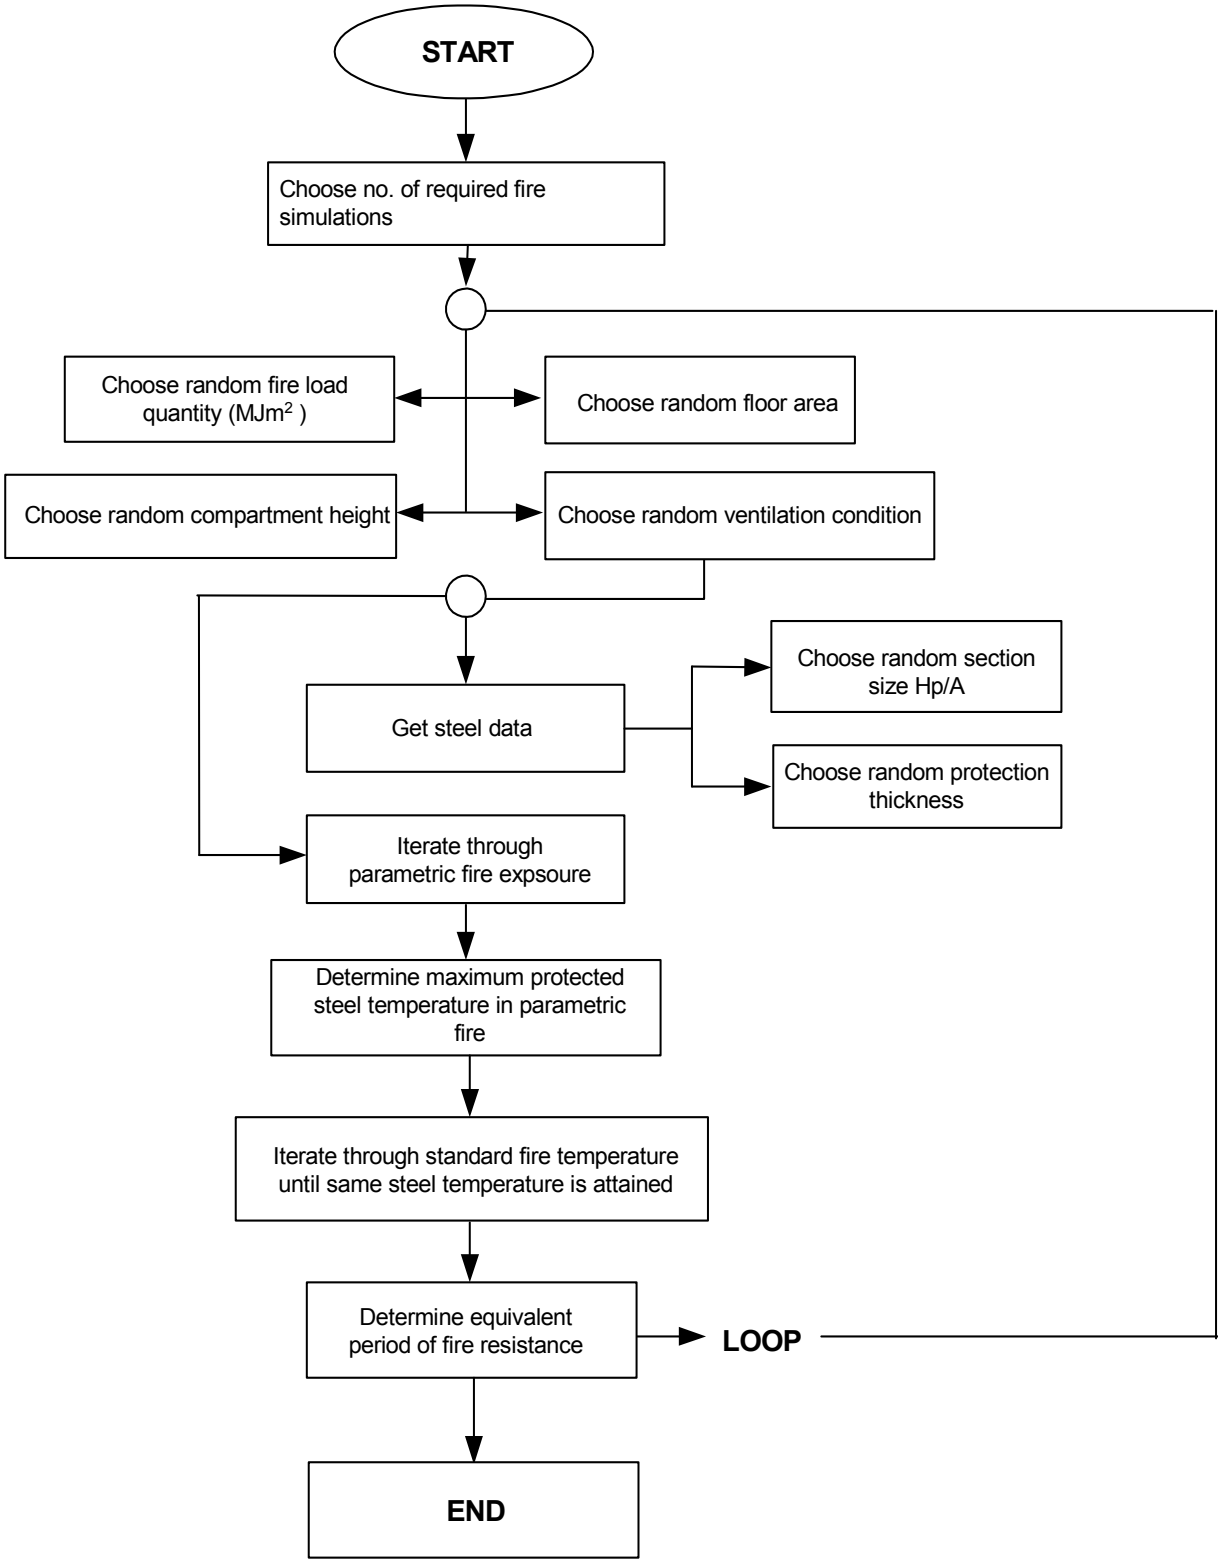 START
Choose no. of required fire
simulations
Choose random fire load
quantity (MJm² )
Choose random floor area
Choose random compartment height
Choose random ventilation condition
Choose random section
size Hp/A
Get steel data
Choose random protection
thickness
Iterate through
parametric fire expsoure
Determine maximum protected
steel temperature in parametric
fire
Iterate through standard fire temperature
until same steel temperature is attained
Determine equivalent
period of fire resistance
LOOP
END